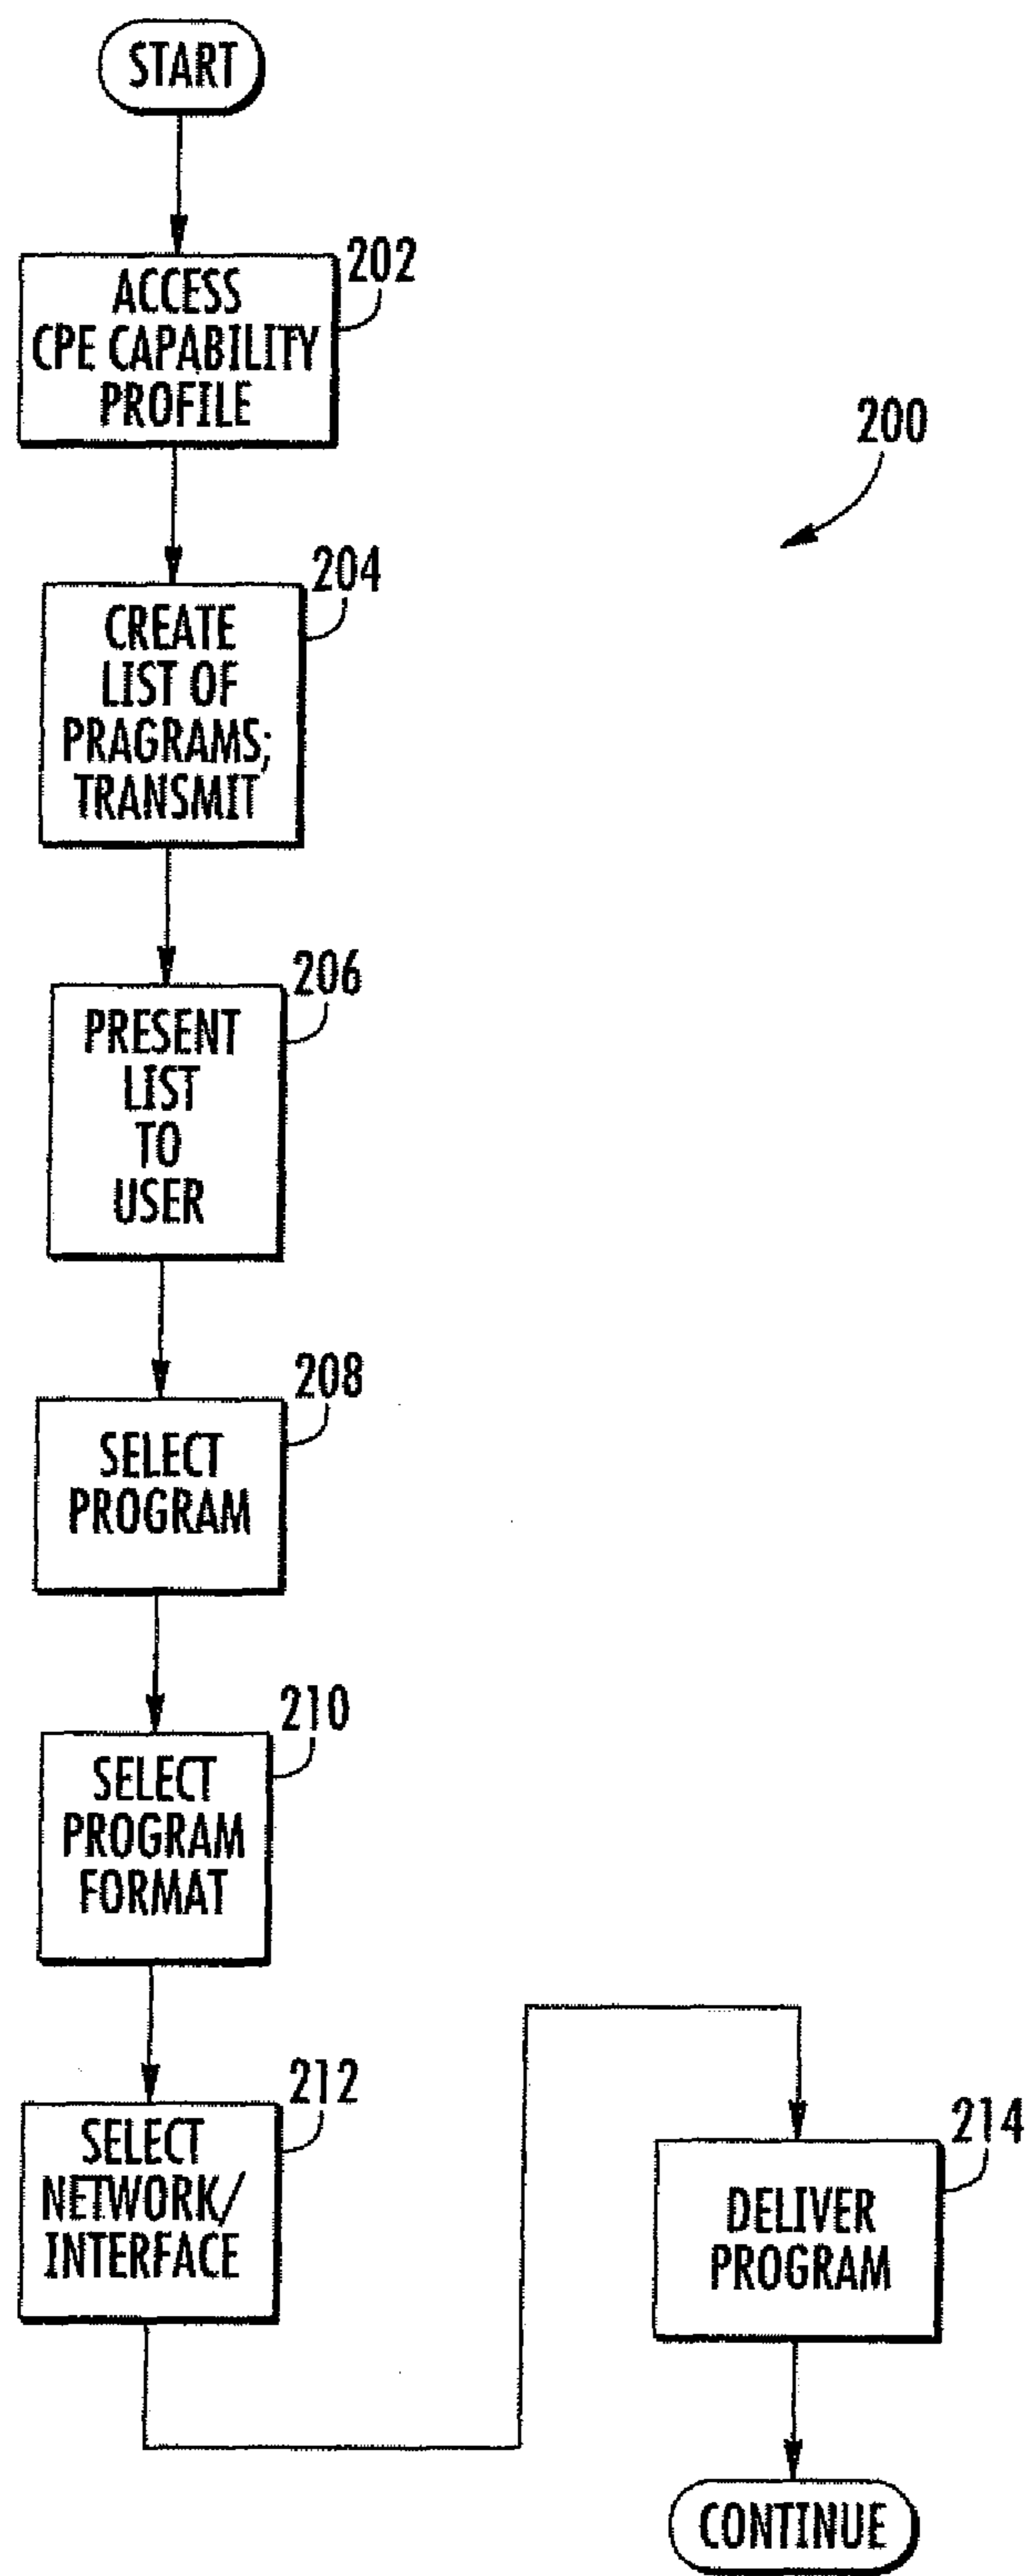 START
202
ACCESS
CPE CAPABILITY
PROFILE
200
204
CREATE
LIST OF
PRAGRAMS;
TRANSMIT
206
PRESENT
LIST
TO
USER
208
SELECT
PROGRAM
210
SELECT
PROGRAM
FORMAT
212
SELECT
NETWORK/
INTERFACE
214
DELIVER
PROGRAM
CONTINUE